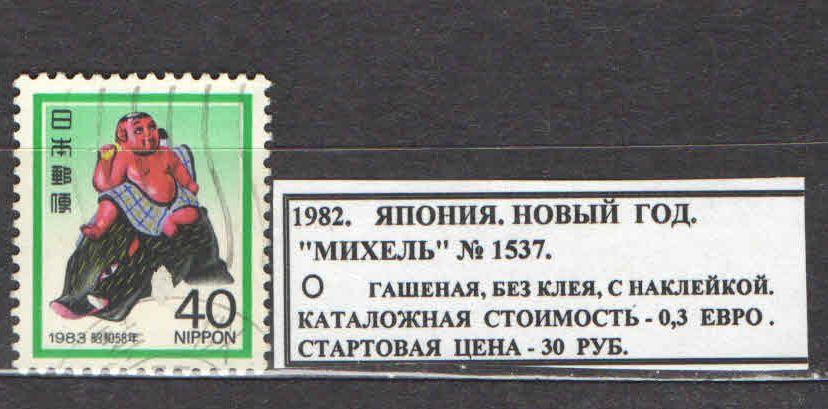 日本郵便
40
1983 昭和58年 NIPPON
1982. ЯПОНИЯ. НОВЫЙ ГОД.
"МИХЕЛЬ" № 1537.
О ГАШЕНАЯ, БЕЗ КЛЕЯ, С НАКЛЕЙКОЙ.
КАТАЛОЖНАЯ СТОИМОСТЬ - 0,3 ЕВРО .
СТАРТОВАЯ ЦЕНА - 30 РУБ.